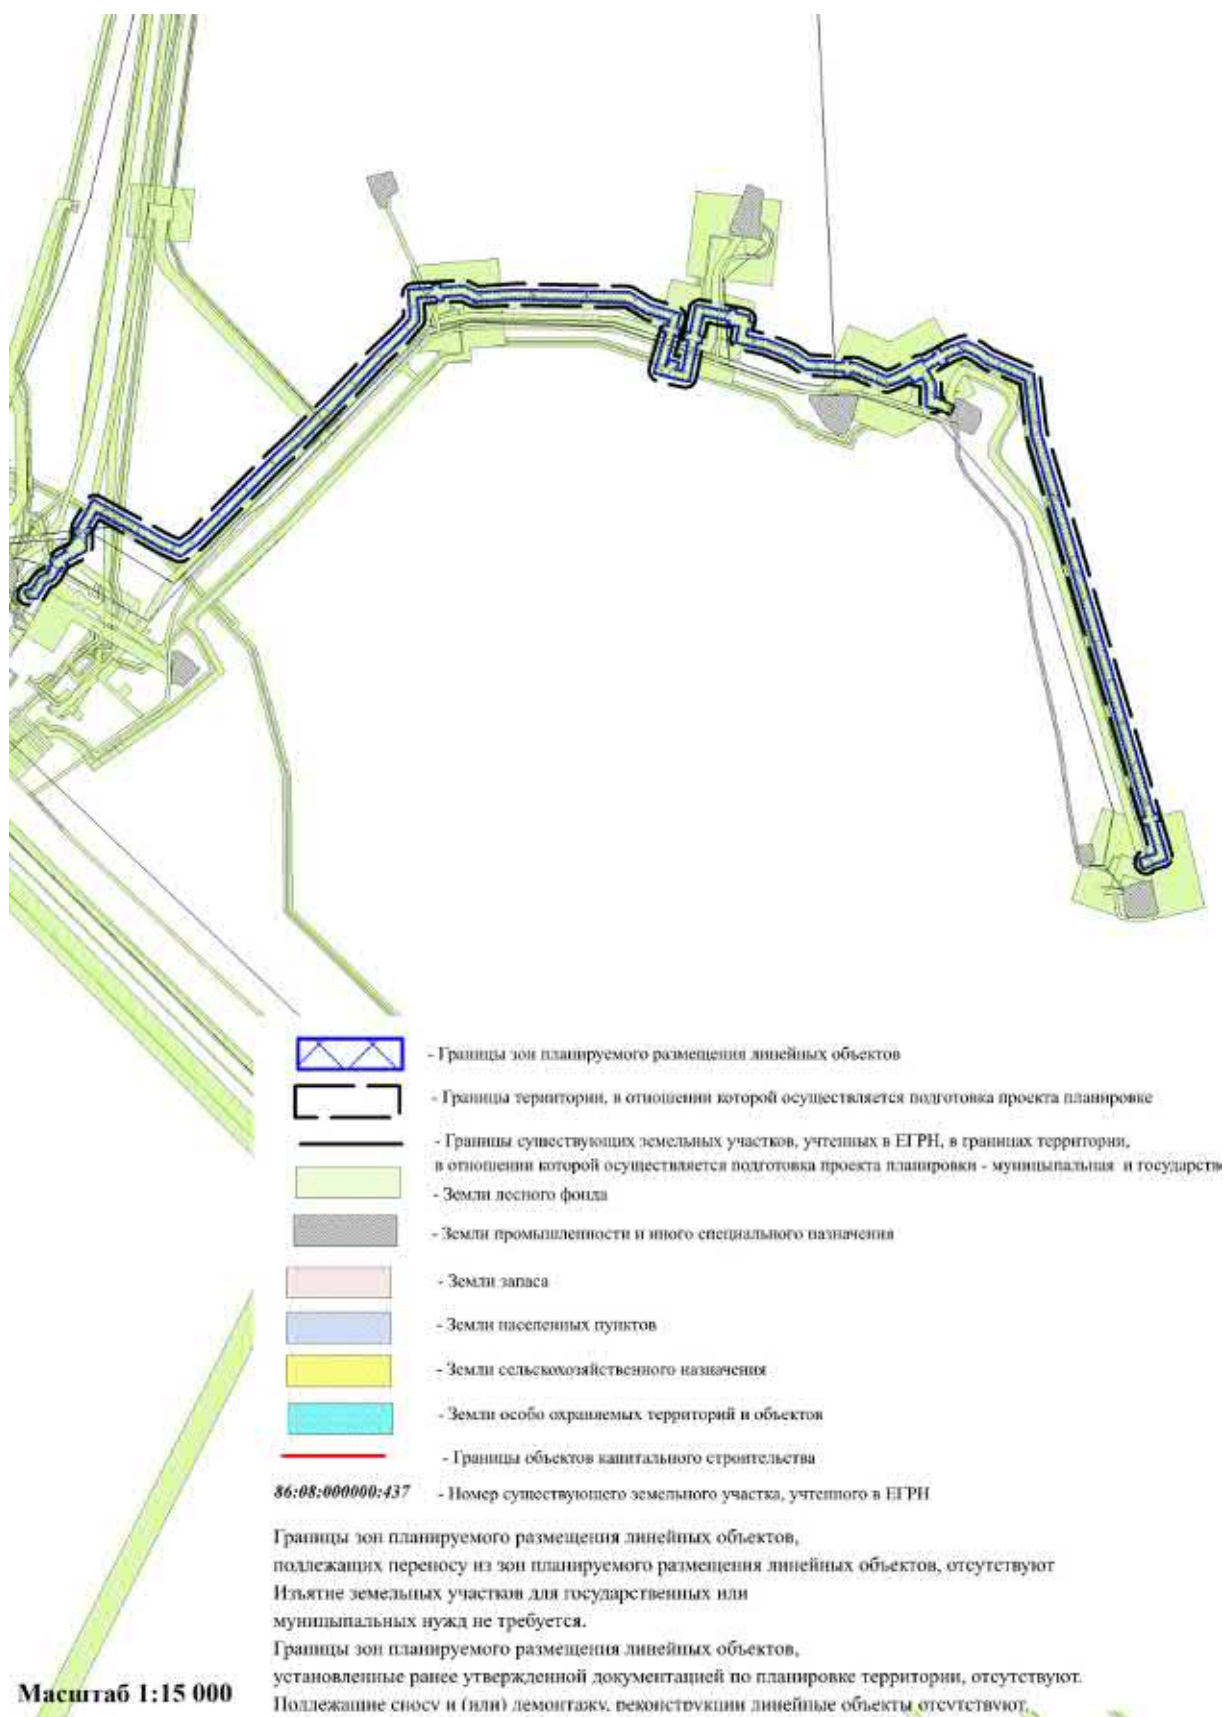 - Границы зон планируемого размещения линейных объектов
- Границы территории, в отношении которой осуществляется подготовка проекта планировке
- Границы существующих земельных участков, учтенных в ЕГРН, в границах территории,
в отношении которой осуществляется подготовка проекта планировки - муниципальная и государств
- Земли лесного фонда
- Земли промышленности и иного специального назначения
- Земли запаса
- Земли населенных пунктов
- Земли сельскохозяйственного назначения
- Земли особо охраняемых территорий и объектов
- Границы объектов капитального строительства
86:08:000000:437 - Номер существующего земельного участка, учтенного в ЕГРН
Границы зон планируемого размещения линейных объектов,
подлежащих переносу из зон планируемого размещения линейных объектов, отсутствуют
Изъятие земельных участков для государственных или
муниципальных нужд не требуется.
Границы зон планируемого размещения линейных объектов,
установленные ранее утвержденной документацией по планировке территории, отсутствуют.
Подлежащие сносу и (или) демонтажу, реконструкции линейные объекты отсутствуют.
Масштаб 1:15 000